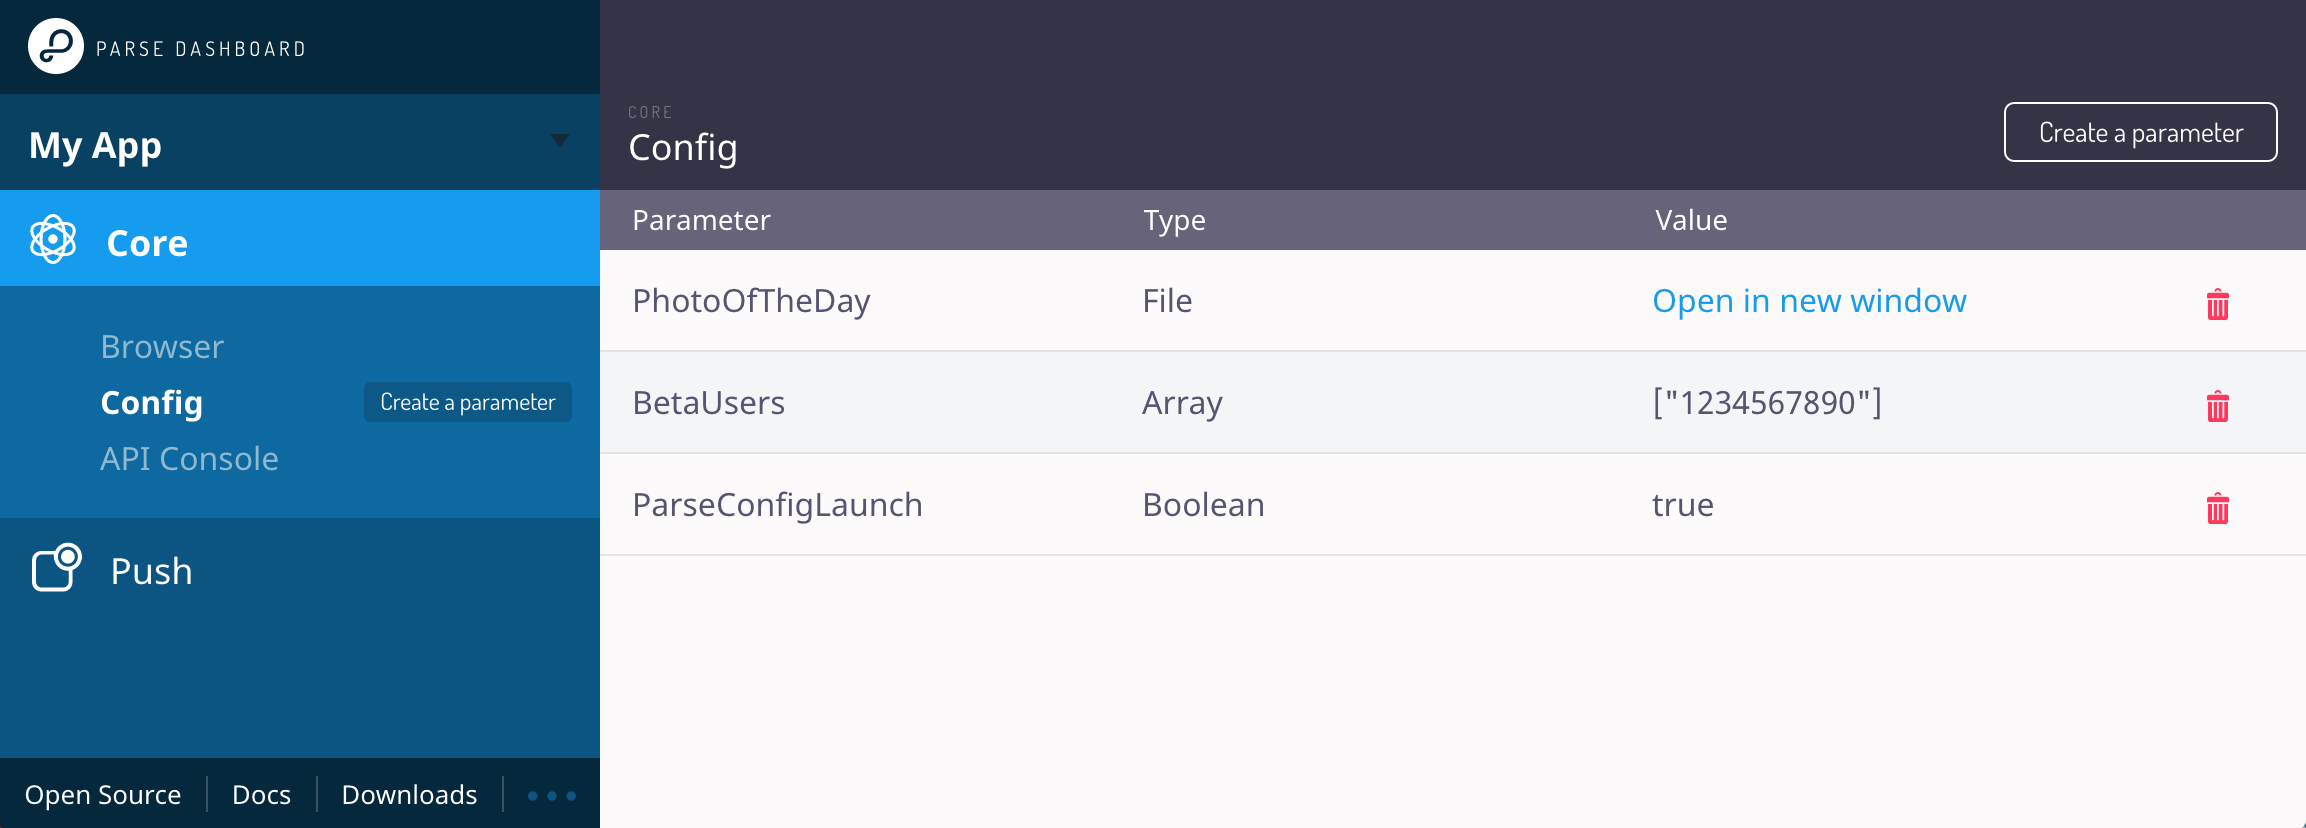 PARSE DASHBOARD
My App
Core
Browser
Config
Create a parameter
API Console
Push
Open Source
Docs
Downloads
CORE
Config
Create a parameter
Parameter Type Value
PhotoOfTheDay File Open in new window
BetaUsers Array ["1234567890"]
ParseConfigLaunch Boolean true